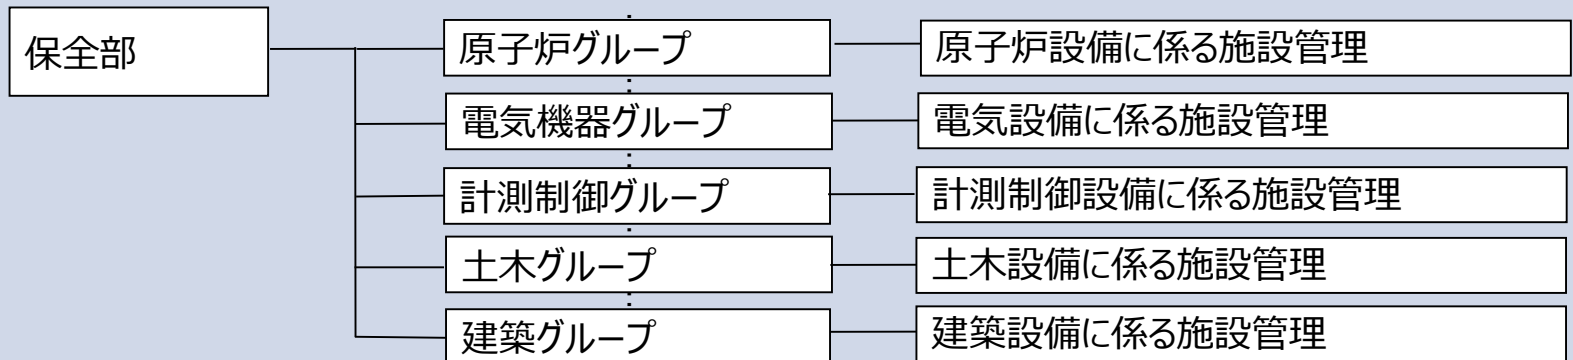 保全部
原子炉グループ
原子炉設備に係る施設管理
電気機器グループ
電気設備に係る施設管理
計測制御グループ
計測制御設備に係る施設管理
土木グループ
土木設備に係る施設管理
建築グループ
建築設備に係る施設管理